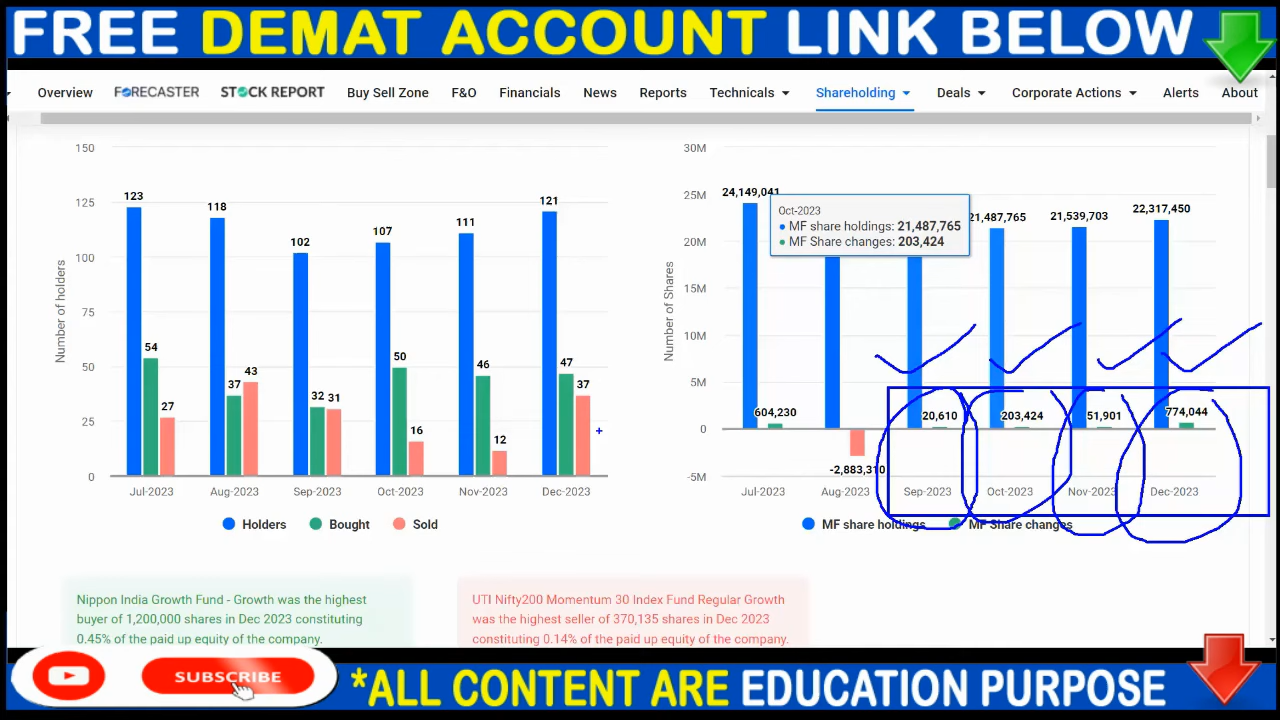 FREE DEMAT ACCOUNT LINK BELOW
Overview FORECASTER STOCK REPORT Buy Sell Zone F&O Financials News Reports Technicals Shareholding Deals Corporate Actions Alerts About
Number of holders
150
125
100
75
50
25
0
123 54 27
118 37 43
102 32 31
107 50 16
111 46 12
121 47 37
Jul-2023 Aug-2023 Sep-2023 Oct-2023 Nov-2023 Dec-2023
Holders Bought Sold
Number of Shares
30M
25M
20M
15M
10M
5M
0
-5M
24,149,041
21,487,765
21,539,703
22,317,450
Oct-2023
MF share holdings: 21,487,765
MF Share changes: 203,424
604,230
20,610 203,424 51,901 774,044
Jul-2023 Aug-2023 Sep-2023 Oct-2023 Nov-2023 Dec-2023
MF share holdings MF Share changes
Nippon India Growth Fund - Growth was the highest
buyer of 1,200,000 shares in Dec 2023 constituting
0.45% of the paid up equity of the company.
UTI Nifty200 Momentum 30 Index Fund Regular Growth
was the highest seller of 370,135 shares in Dec 2023
constituting 0.14% of the paid up equity of the company.
SUBSCRIBE
*ALL CONTENT ARE EDUCATION PURPOSE